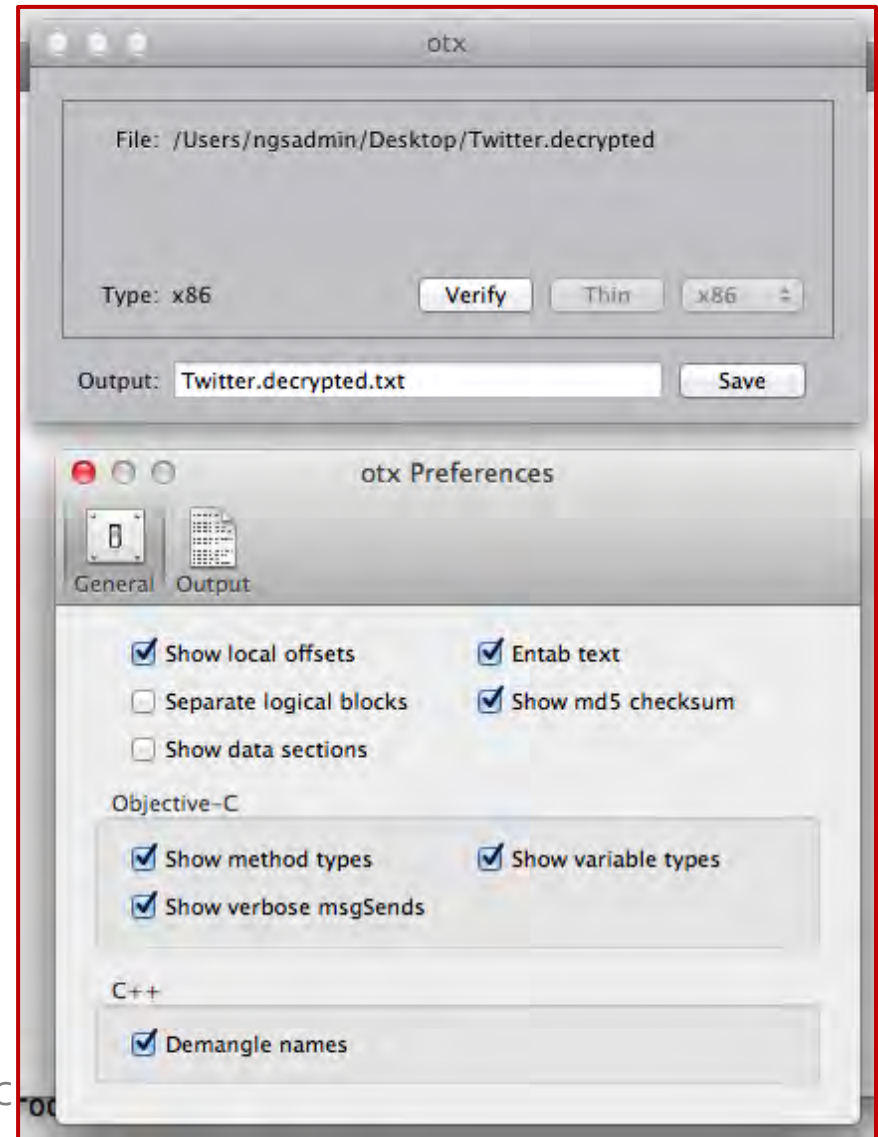 otx
File: /Users/ngsadmin/Desktop/Twitter.decrypted
Type: x86 Verify Thin x86
Output: Twitter.decrypted.txt Save
otx Preferences
General Output
Show local offsets Entab text
Separate logical blocks Show md5 checksum
Show data sections
Objective-C
Show method types Show variable types
Show verbose msgSends
C++
Demangle names